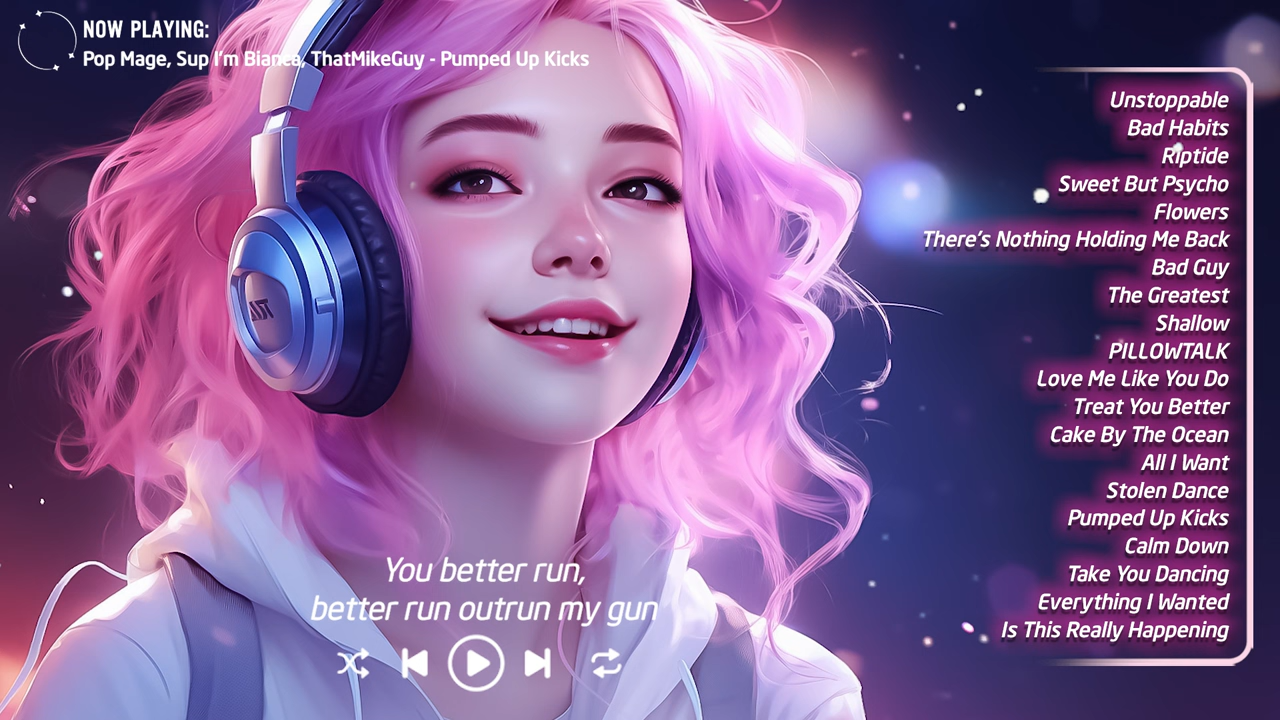 NOW PLAYING:
Pop Mage, Sup I'm Bianca, ThatMikeGuy - Pumped Up Kicks
Unstoppable
Bad Habits
Riptide
Sweet But Psycho
Flowers
There's Nothing Holding Me Back
Bad Guy
The Greatest
Shallow
PILLOWTALK
Love Me Like You Do
Treat You Better
Cake By The Ocean
All I Want
Stolen Dance
Pumped Up Kicks
Calm Down
Take You Dancing
Everything I Wanted
Is This Really Happening
You better run,
better run outrun my gun